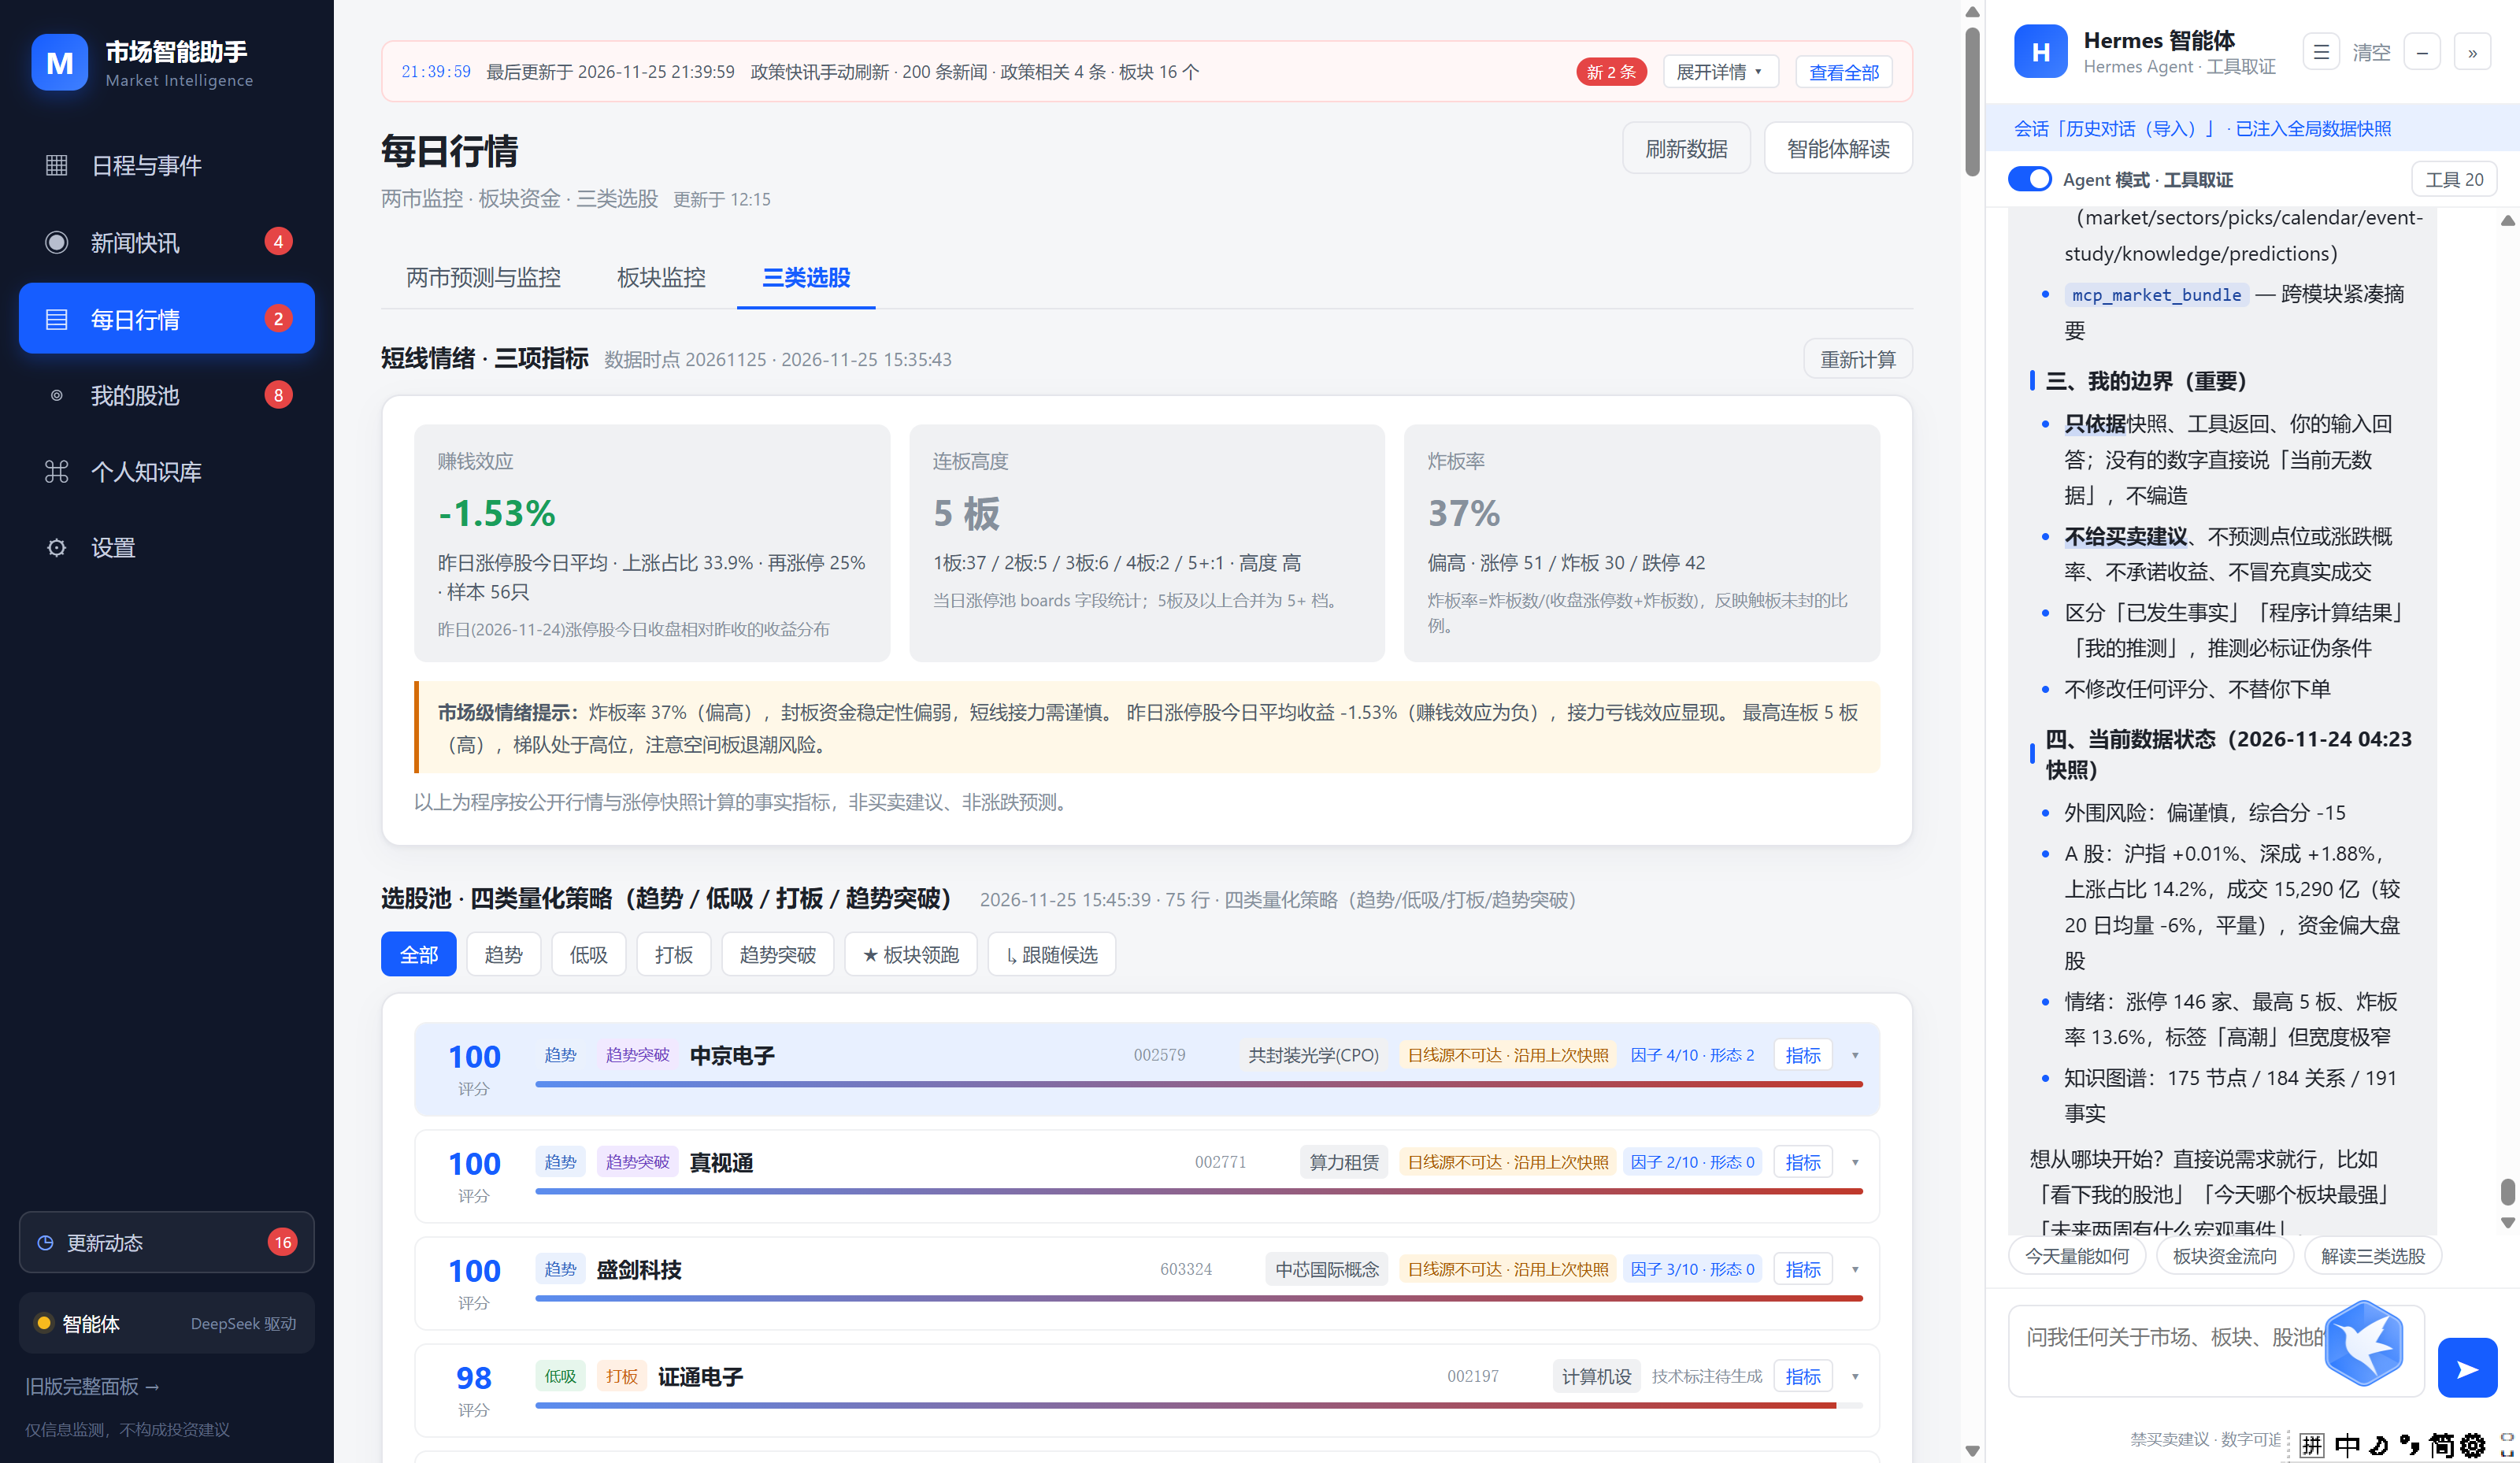 M
市场智能助手
Market Intelligence
日程与事件
新闻快讯 4
每日行情 2
我的股池 8
个人知识库
设置
更新动态 16
智能体 DeepSeek 驱动
旧版完整面板 →
仅信息监测，不构成投资建议
21:39:59 最后更新于 2026-11-25 21:39:59 政策快讯手动刷新 · 200 条新闻 · 政策相关 4 条 · 板块 16 个 新 2 条 展开详情 ▾ 查看全部
每日行情 刷新数据 智能体解读
两市监控 · 板块资金 · 三类选股 更新于 12:15
两市预测与监控 板块监控 三类选股
短线情绪 · 三项指标 数据时点 20261125 · 2026-11-25 15:35:43 重新计算
赚钱效应
-1.53%
昨日涨停股今日平均 · 上涨占比 33.9% · 再涨停 25%
· 样本 56只
昨日(2026-11-24)涨停股今日收盘相对昨收的收益分布
连板高度
5 板
1板:37 / 2板:5 / 3板:6 / 4板:2 / 5+:1 · 高度 高
当日涨停池 boards 字段统计；5板及以上合并为 5+ 档。
炸板率
37%
偏高 · 涨停 51 / 炸板 30 / 跌停 42
炸板率=炸板数/(收盘涨停数+炸板数)，反映触板未封的比
例。
市场级情绪提示：炸板率 37%（偏高），封板资金稳定性偏弱，短线接力需谨慎。 昨日涨停股今日平均收益 -1.53%（赚钱效应为负），接力亏钱效应显现。 最高连板 5 板
（高），梯队处于高位，注意空间板退潮风险。
以上为程序按公开行情与涨停快照计算的事实指标，非买卖建议、非涨跌预测。
选股池 · 四类量化策略（趋势 / 低吸 / 打板 / 趋势突破） 2026-11-25 15:45:39 · 75 行 · 四类量化策略（趋势/低吸/打板/趋势突破）
全部 趋势 低吸 打板 趋势突破 ★ 板块领跑 ↳ 跟随候选
100 趋势 趋势突破 中京电子 002579 共封装光学(CPO) 日线源不可达 · 沿用上次快照 因子 4/10 · 形态 2 指标 ▾
评分
100 趋势 趋势突破 真视通 002771 算力租赁 日线源不可达 · 沿用上次快照 因子 2/10 · 形态 0 指标 ▾
评分
100 趋势 盛剑科技 603324 中芯国际概念 日线源不可达 · 沿用上次快照 因子 3/10 · 形态 0 指标 ▾
评分
98 低吸 打板 证通电子 002197 计算机设 技术标注待生成 指标 ▾
评分
H
Hermes 智能体
Hermes Agent · 工具取证
☰ 清空 − »
会话「历史对话（导入）」 · 已注入全局数据快照
Agent 模式 · 工具取证 工具 20
（market/sectors/picks/calendar/event-
study/knowledge/predictions）
mcp_market_bundle — 跨模块紧凑摘
要
三、我的边界（重要）
只依据快照、工具返回、你的输入回
答；没有的数字直接说「当前无数
据」，不编造
不给买卖建议、不预测点位或涨跌概
率、不承诺收益、不冒充真实成交
区分「已发生事实」「程序计算结果」
「我的推测」，推测必标证伪条件
不修改任何评分、不替你下单
四、当前数据状态（2026-11-24 04:23
快照）
外围风险：偏谨慎，综合分 -15
A 股：沪指 +0.01%、深成 +1.88%，
上涨占比 14.2%，成交 15,290 亿（较
20 日均量 -6%，平量），资金偏大盘
股
情绪：涨停 146 家、最高 5 板、炸板
率 13.6%，标签「高潮」但宽度极窄
知识图谱：175 节点 / 184 关系 / 191
事实
想从哪块开始？直接说需求就行，比如
「看下我的股池」「今天哪个板块最强」
「未来两周有什么宏观事件」
今天量能如何 板块资金流向 解读三类选股
问我任何关于市场、板块、股池的
禁买卖建议 · 数字可追
拼 中 简